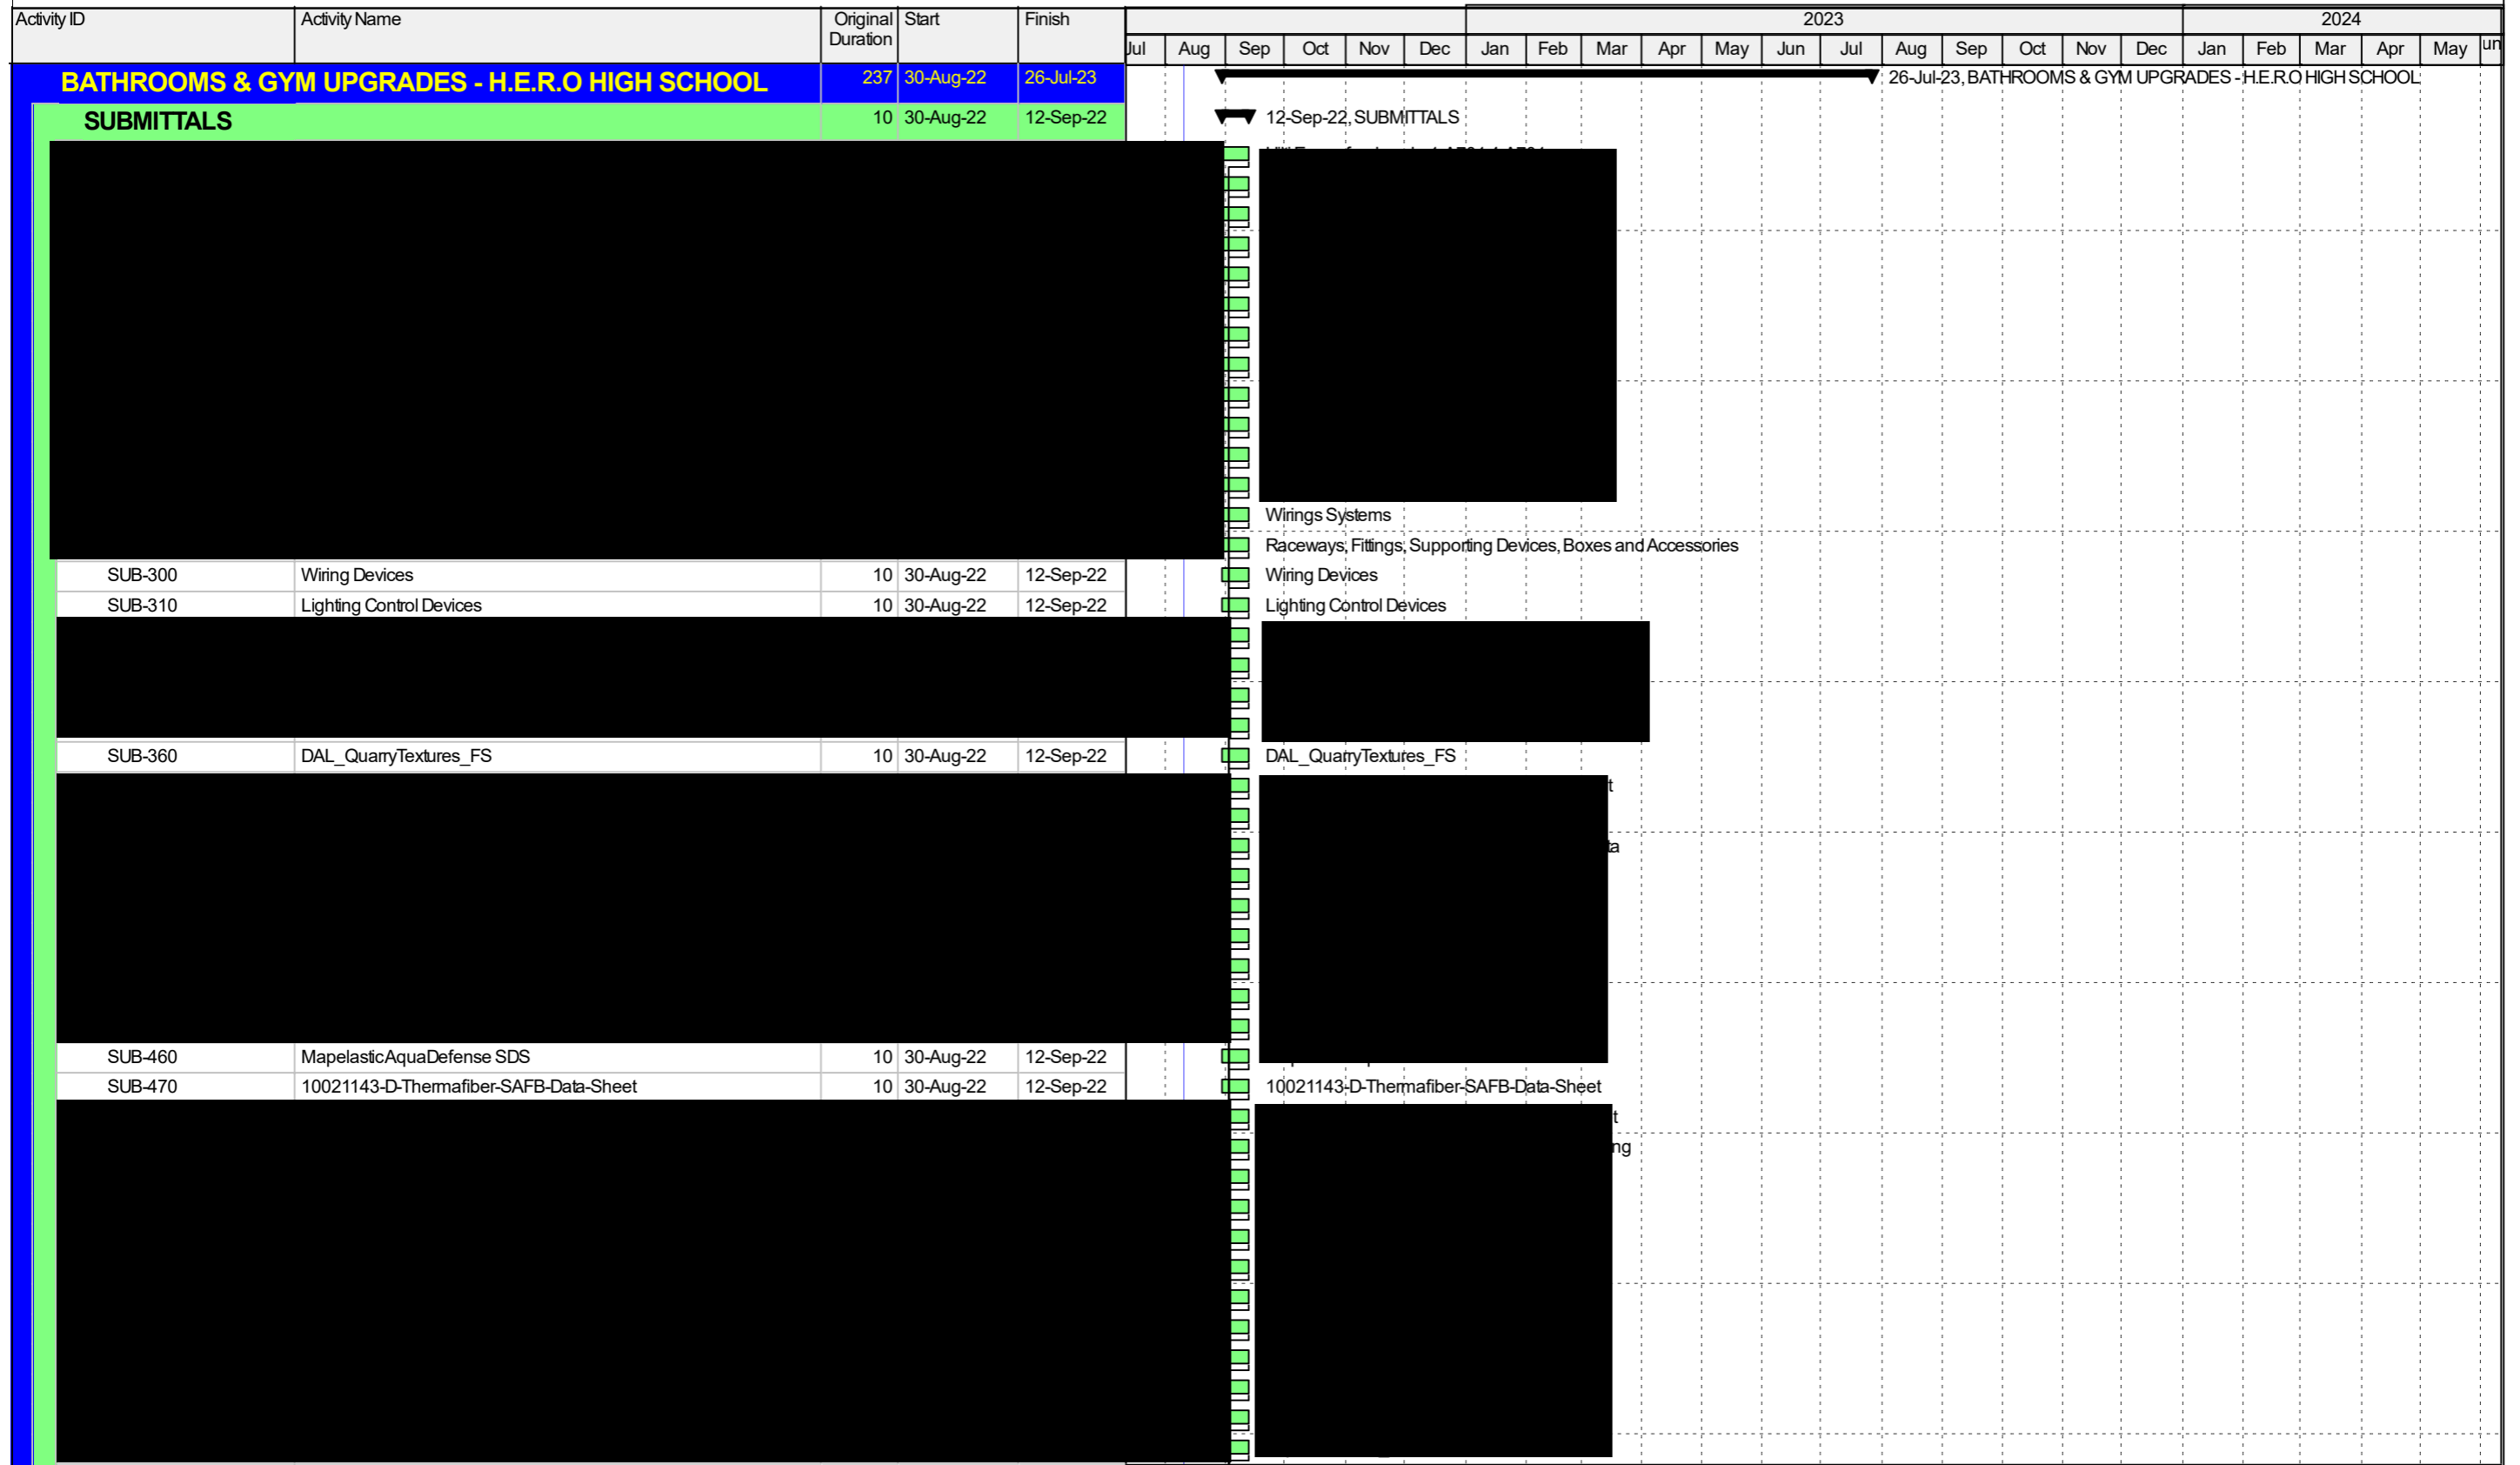 Activity ID Activity Name Original Start Finish 2023 2024
Duration Jul Aug Sep Oct Nov Dec Jan Feb Mar Apr May Jun Jul Aug Sep Oct Nov Dec Jan Feb Mar Apr May un
BATHROOMS & GYM UPGRADES - H.E.R.O HIGH SCHOOL 237 30-Aug-22 26-Jul-23 26-Jul-23, BATHROOMS & GYM UPGRADES - H.E.R.O HIGH SCHOOL
SUBMITTALS 10 30-Aug-22 12-Sep-22 12-Sep-22, SUBMITTALS
Wirings Systems
Raceways, Fittings, Supporting Devices, Boxes and Accessories
SUB-300 Wiring Devices 10 30-Aug-22 12-Sep-22 Wiring Devices
SUB-310 Lighting Control Devices 10 30-Aug-22 12-Sep-22 Lighting Control Devices
SUB-360 DAL_QuarryTextures_FS 10 30-Aug-22 12-Sep-22 DAL_QuarryTextures_FS
t
ta
SUB-460 MapelasticAquaDefense SDS 10 30-Aug-22 12-Sep-22
SUB-470 10021143-D-Thermafiber-SAFB-Data-Sheet 10 30-Aug-22 12-Sep-22 10021143-D-Thermafiber-SAFB-Data-Sheet
t
ng